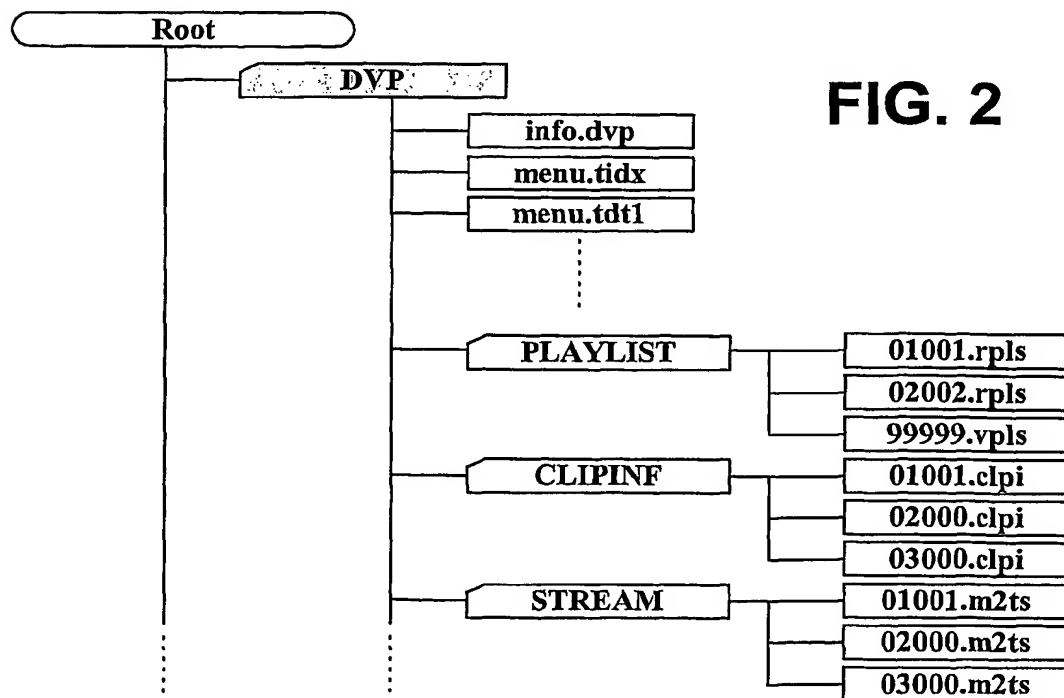 Root
DVP
FIG. 2
info.dvp
menu.tidx
menu.tdt1
PLAYLIST
01001.rpls
02002.rpls
99999.vpls
CLIPINF
01001.clpi
02000.clpi
03000.clpi
STREAM
01001.m2ts
02000.m2ts
03000.m2ts